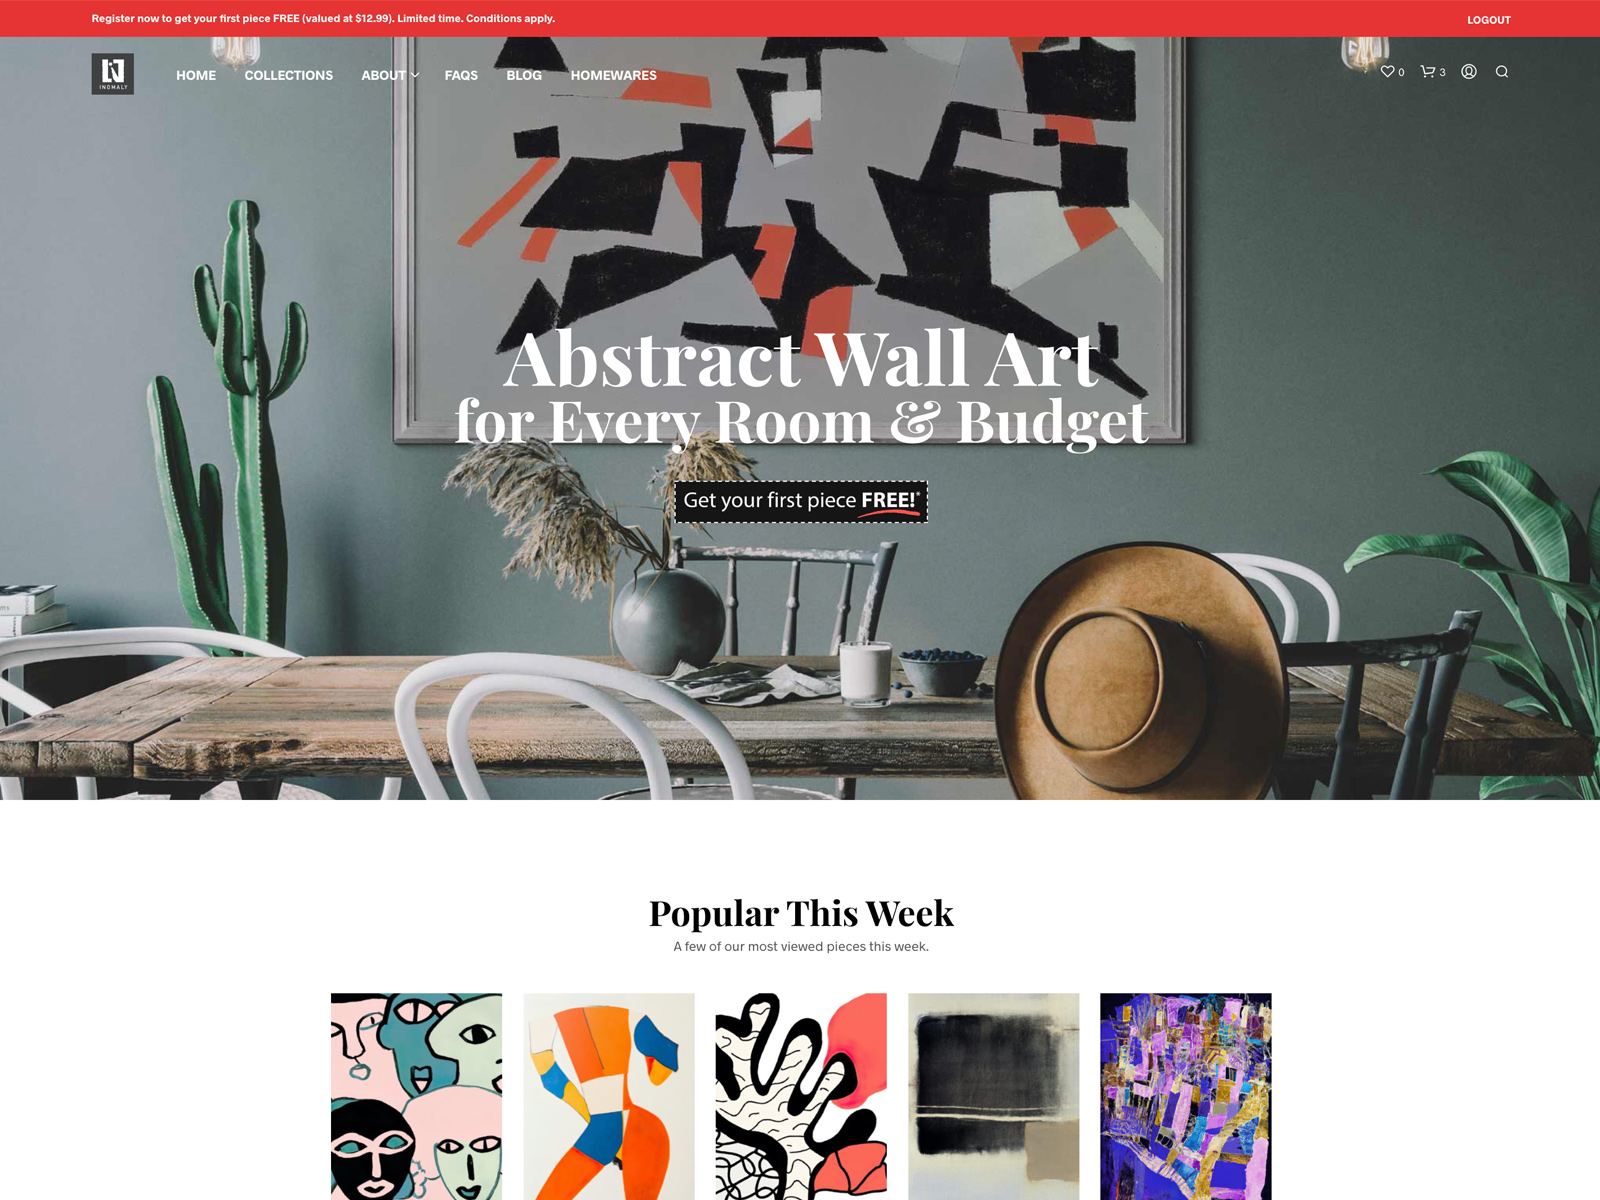 Register now to get your first piece FREE (valued at $12.99). Limited time. Conditions apply.
LOGOUT
INOMALY
HOME
COLLECTIONS
ABOUT
FAQS
BLOG
HOMEWARES
0
3
Abstract Wall Art
for Every Room & Budget
Get your first piece FREE!*
Popular This Week
A few of our most viewed pieces this week.